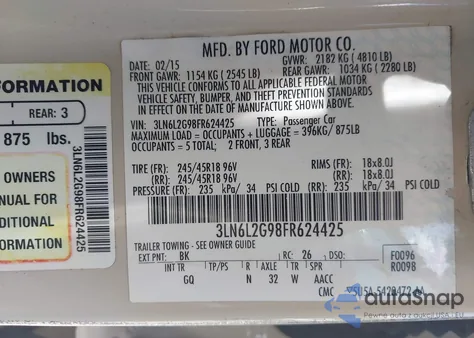 FORMATION
REAR: 3
875 lbs.
OWNERS
NUAL FOR
DITIONAL
ORMATION
3LN6L2G98FR624425
MFD. BY FORD MOTOR CO.
DATE: 02/15 GVWR: 2182 KG ( 4810 LB)
FRONT GAWR: 1154 KG ( 2545 LB) REAR GAWR: 1034 KG ( 2280 LB)
THIS VEHICLE CONFORMS TO ALL APPLICABLE FEDERAL MOTOR
VEHICLE SAFETY, BUMPER, AND THEFT PREVENTION STANDARDS
IN EFFECT ON THE DATE OF MANUFACTURE SHOWN ABOVE.
VIN: 3LN6L2G98FR624425 TYPE: Passenger Car
MAXIMUM LOAD = OCCUPANTS + LUGGAGE = 396KG/ 875LB
OCCUPANTS = 5 TOTAL: 2 FRONT, 3 REAR
TIRE (FR): 245/45R18 96V RIMS (FR): 18x8.0J
(RR): 245/45R18 96V (RR): 18x8.0J
PRESSURE (FR): 235 kPa/ 34 PSI COLD (RR): 235 kPa/ 34 PSI COLD
3LN6L2G98FR624425
TRAILER TOWING - SEE OWNER GUIDE
EXT PNT: BK RC: 26 DSO: F0096
R0098
INT TR R AXLE TR SPR
GQ N 32 W AACC
CMC
autoSnap
Pewne auto z USA i UE